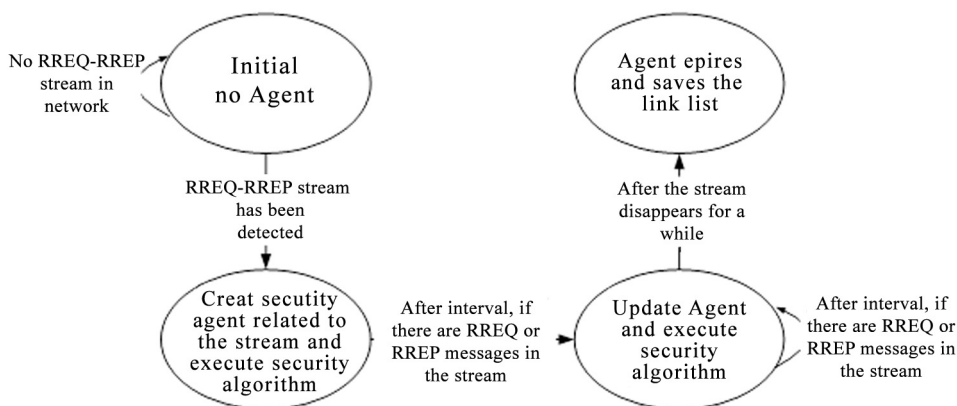 No RREQ-RREP
stream in
network
Initial
no Agent
RREQ-RREP stream
has been
detected
Creat secutity
agent related to
the stream and
execute security
algorithm
After interval, if
there are RREQ or
RREP messages in
the stream
Update Agent
and execute
security
algorithm
After interval, if
there are RREQ or
RREP messages in
the stream
After the stream
disappears for a
while
Agent epires
and saves the
link list